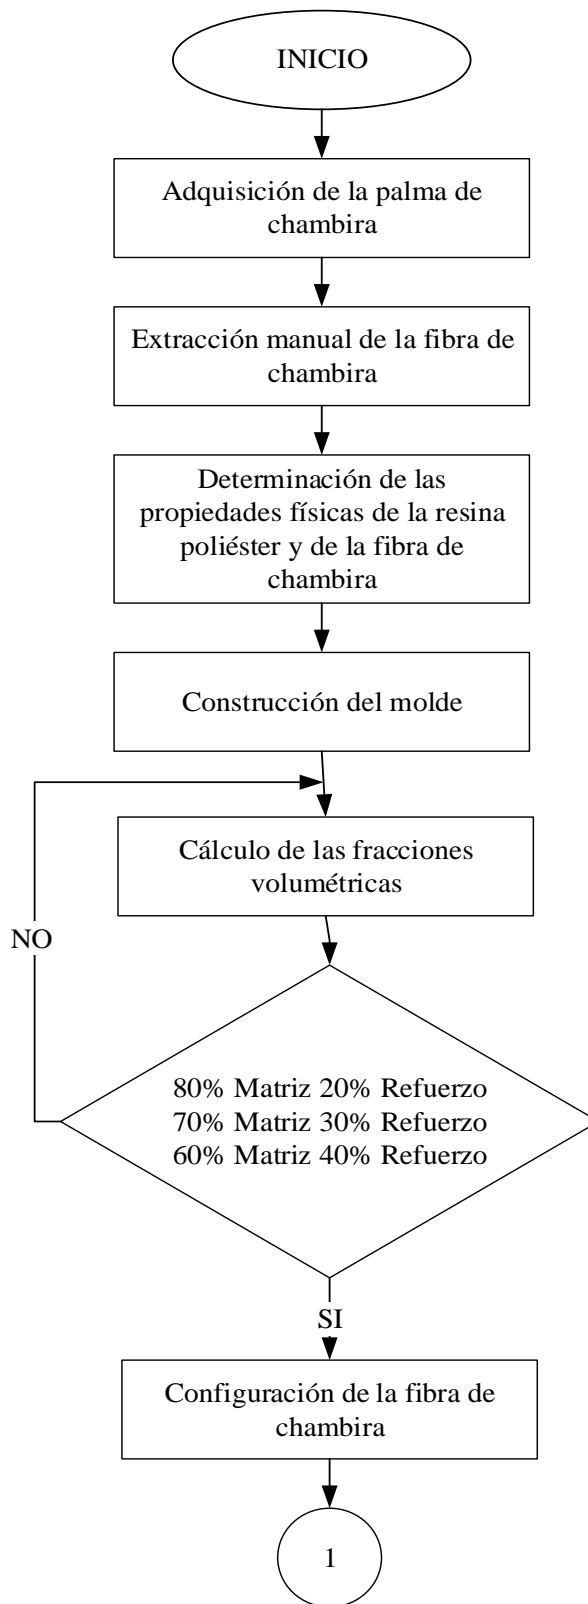 INICIO
Adquisición de la palma de
chambira
Extracción manual de la fibra de
chambira
Determinación de las
propiedades físicas de la resina
poliéster y de la fibra de
chambira
Construcción del molde
Cálculo de las fracciones
volumétricas
NO
80% Matriz 20% Refuerzo
70% Matriz 30% Refuerzo
60% Matriz 40% Refuerzo
SI
Configuración de la fibra de
chambira
1